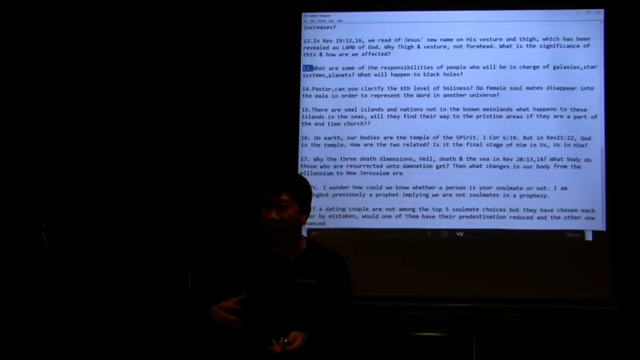 increases?
12.In Rev 19:12,16, we read of Jesus' new name on His vesture and thigh, which has been
revealed as LAMB of God. Why Thigh & vesture, not forehead. What is the significance of
this & how are we affected?
13.What are some of the responsibilities of people who will be in charge of galaxies,star
systems,planets? What will happen to black holes?
14.Pastor,can you clarify the 6th level of holiness? Do female soul mates disappear into
the male in order to represent the Word in another universe?
15.There are smal islands and nations not in the known mainlands what happens to these
islands in the seas, will they find their way to the pristine areas if they are a part of
the end time church??
16. On earth, our bodies are the temple of the SPirit. 1 Cor 6:19. But in Rev21:22, God
is the temple. How are the two related? Is it the final stage of Him in Us, Us in Him?
17. Why the three death dimensions, Hell, death & the sea in Rev 20:13,14? What body do
those who are resurrected unto damnation get? Then what changes in our body from the
millenium to New Jerusalem era
I wonder how could we know whether a person is your soulmate or not. I am
but previously a prophet implying we are not soulmates in a prophecy.
If a dating couple are not among the top 5 soulmate choices but they have chosen each
by mistakes, would one of them have their predestination reduced and the other one